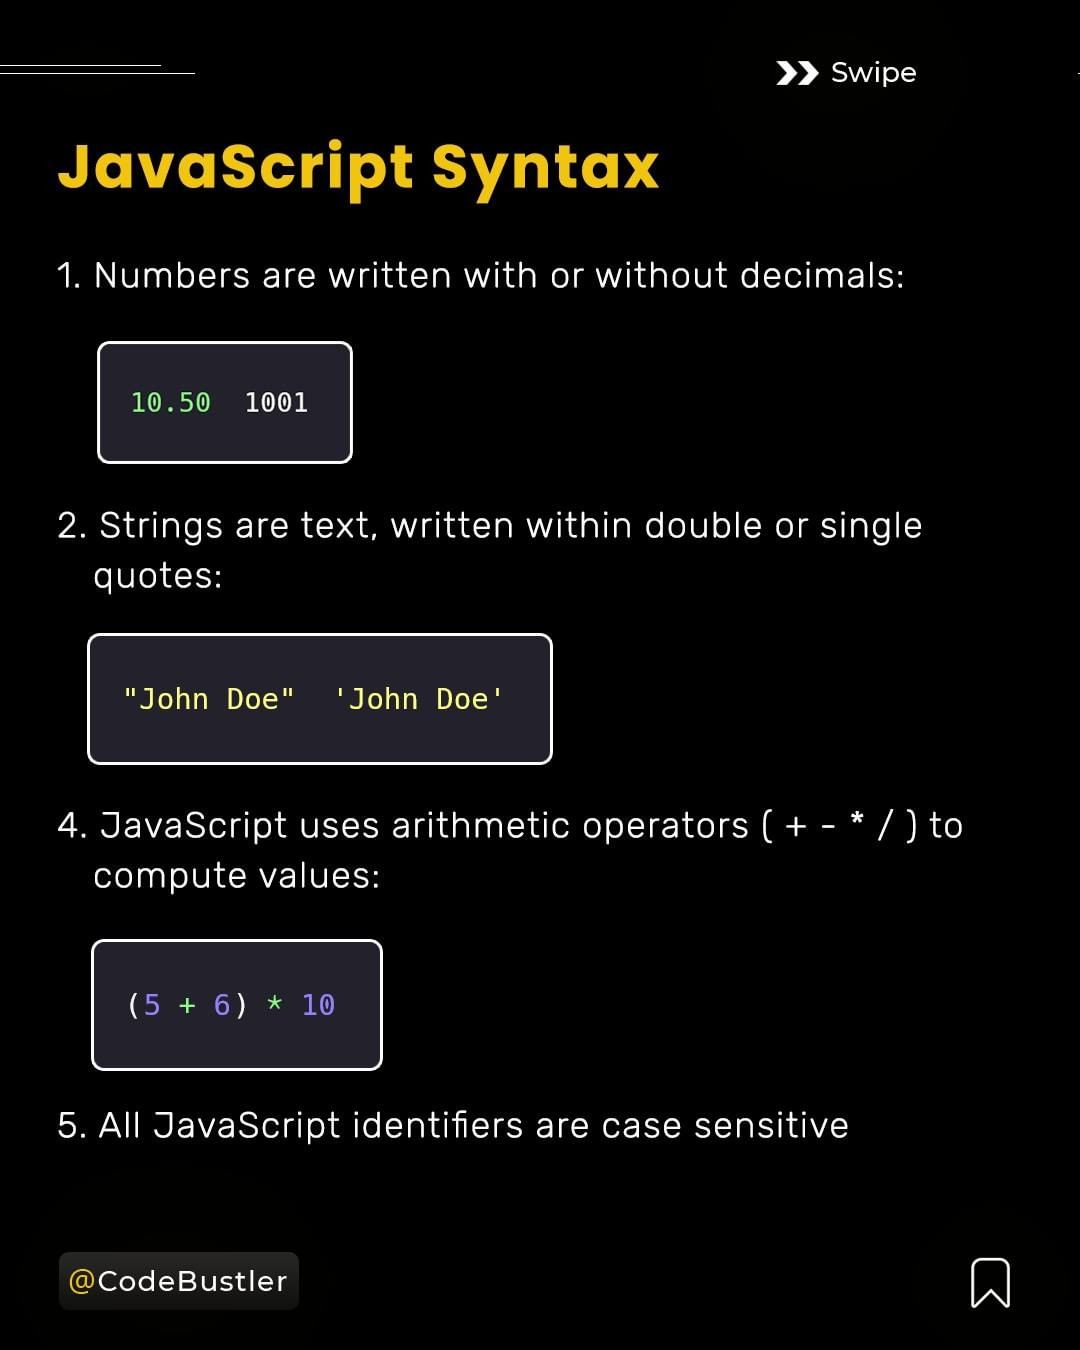 Swipe
JavaScript Syntax
1. Numbers are written with or without decimals:
10.50  1001
2. Strings are text, written within double or single
quotes:
"John Doe"  'John Doe'
4. JavaScript uses arithmetic operators ( + - * / ) to
compute values:
(5 + 6) * 10
5. All JavaScript identifiers are case sensitive
@CodeBustler